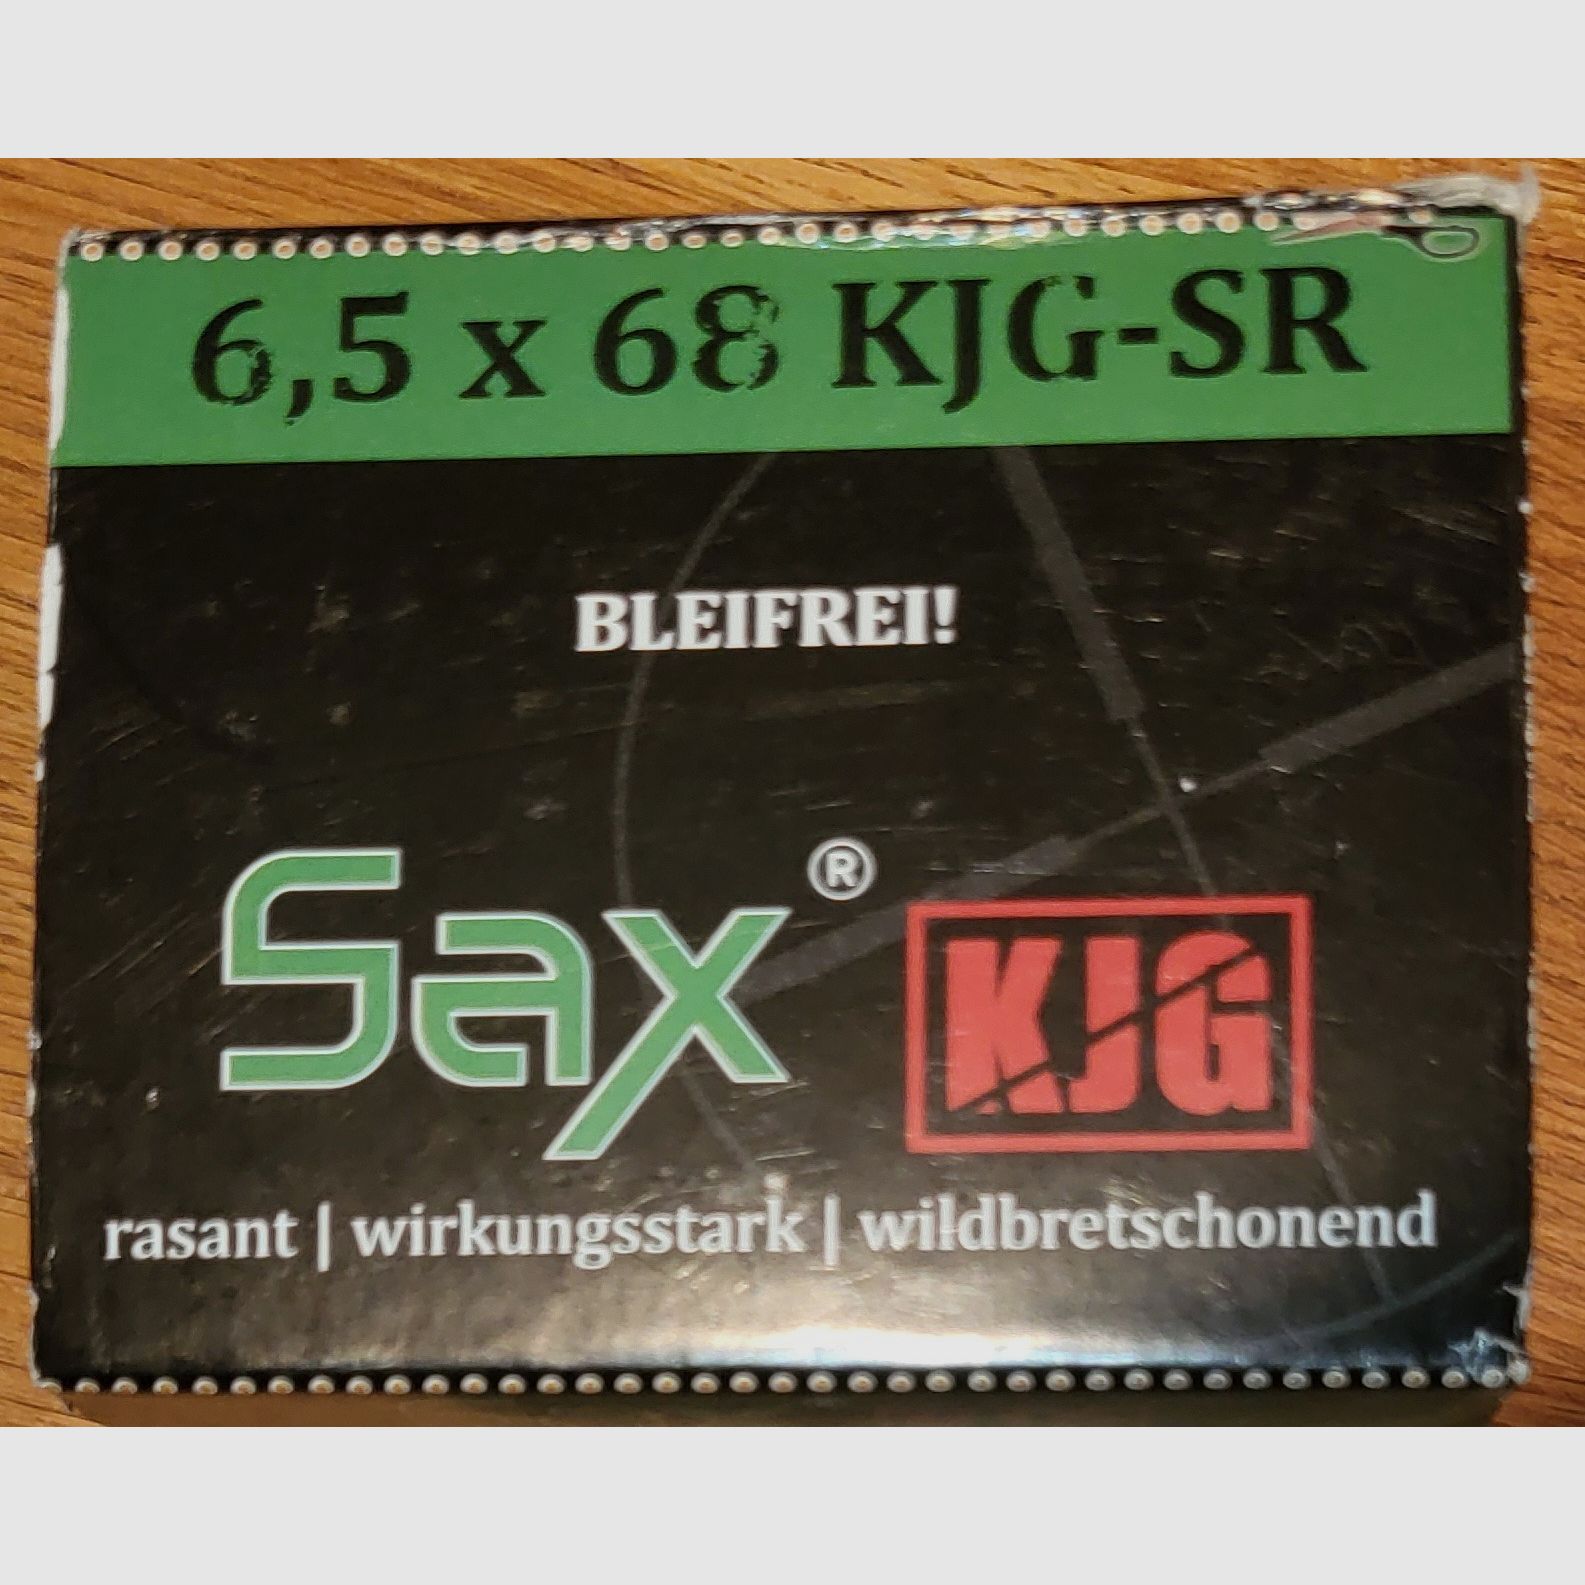 6,5 x 68 KJG-SR
BLEIFREI!
Sax ® KJG
rasant | wirkungsstark | wildbretschonend